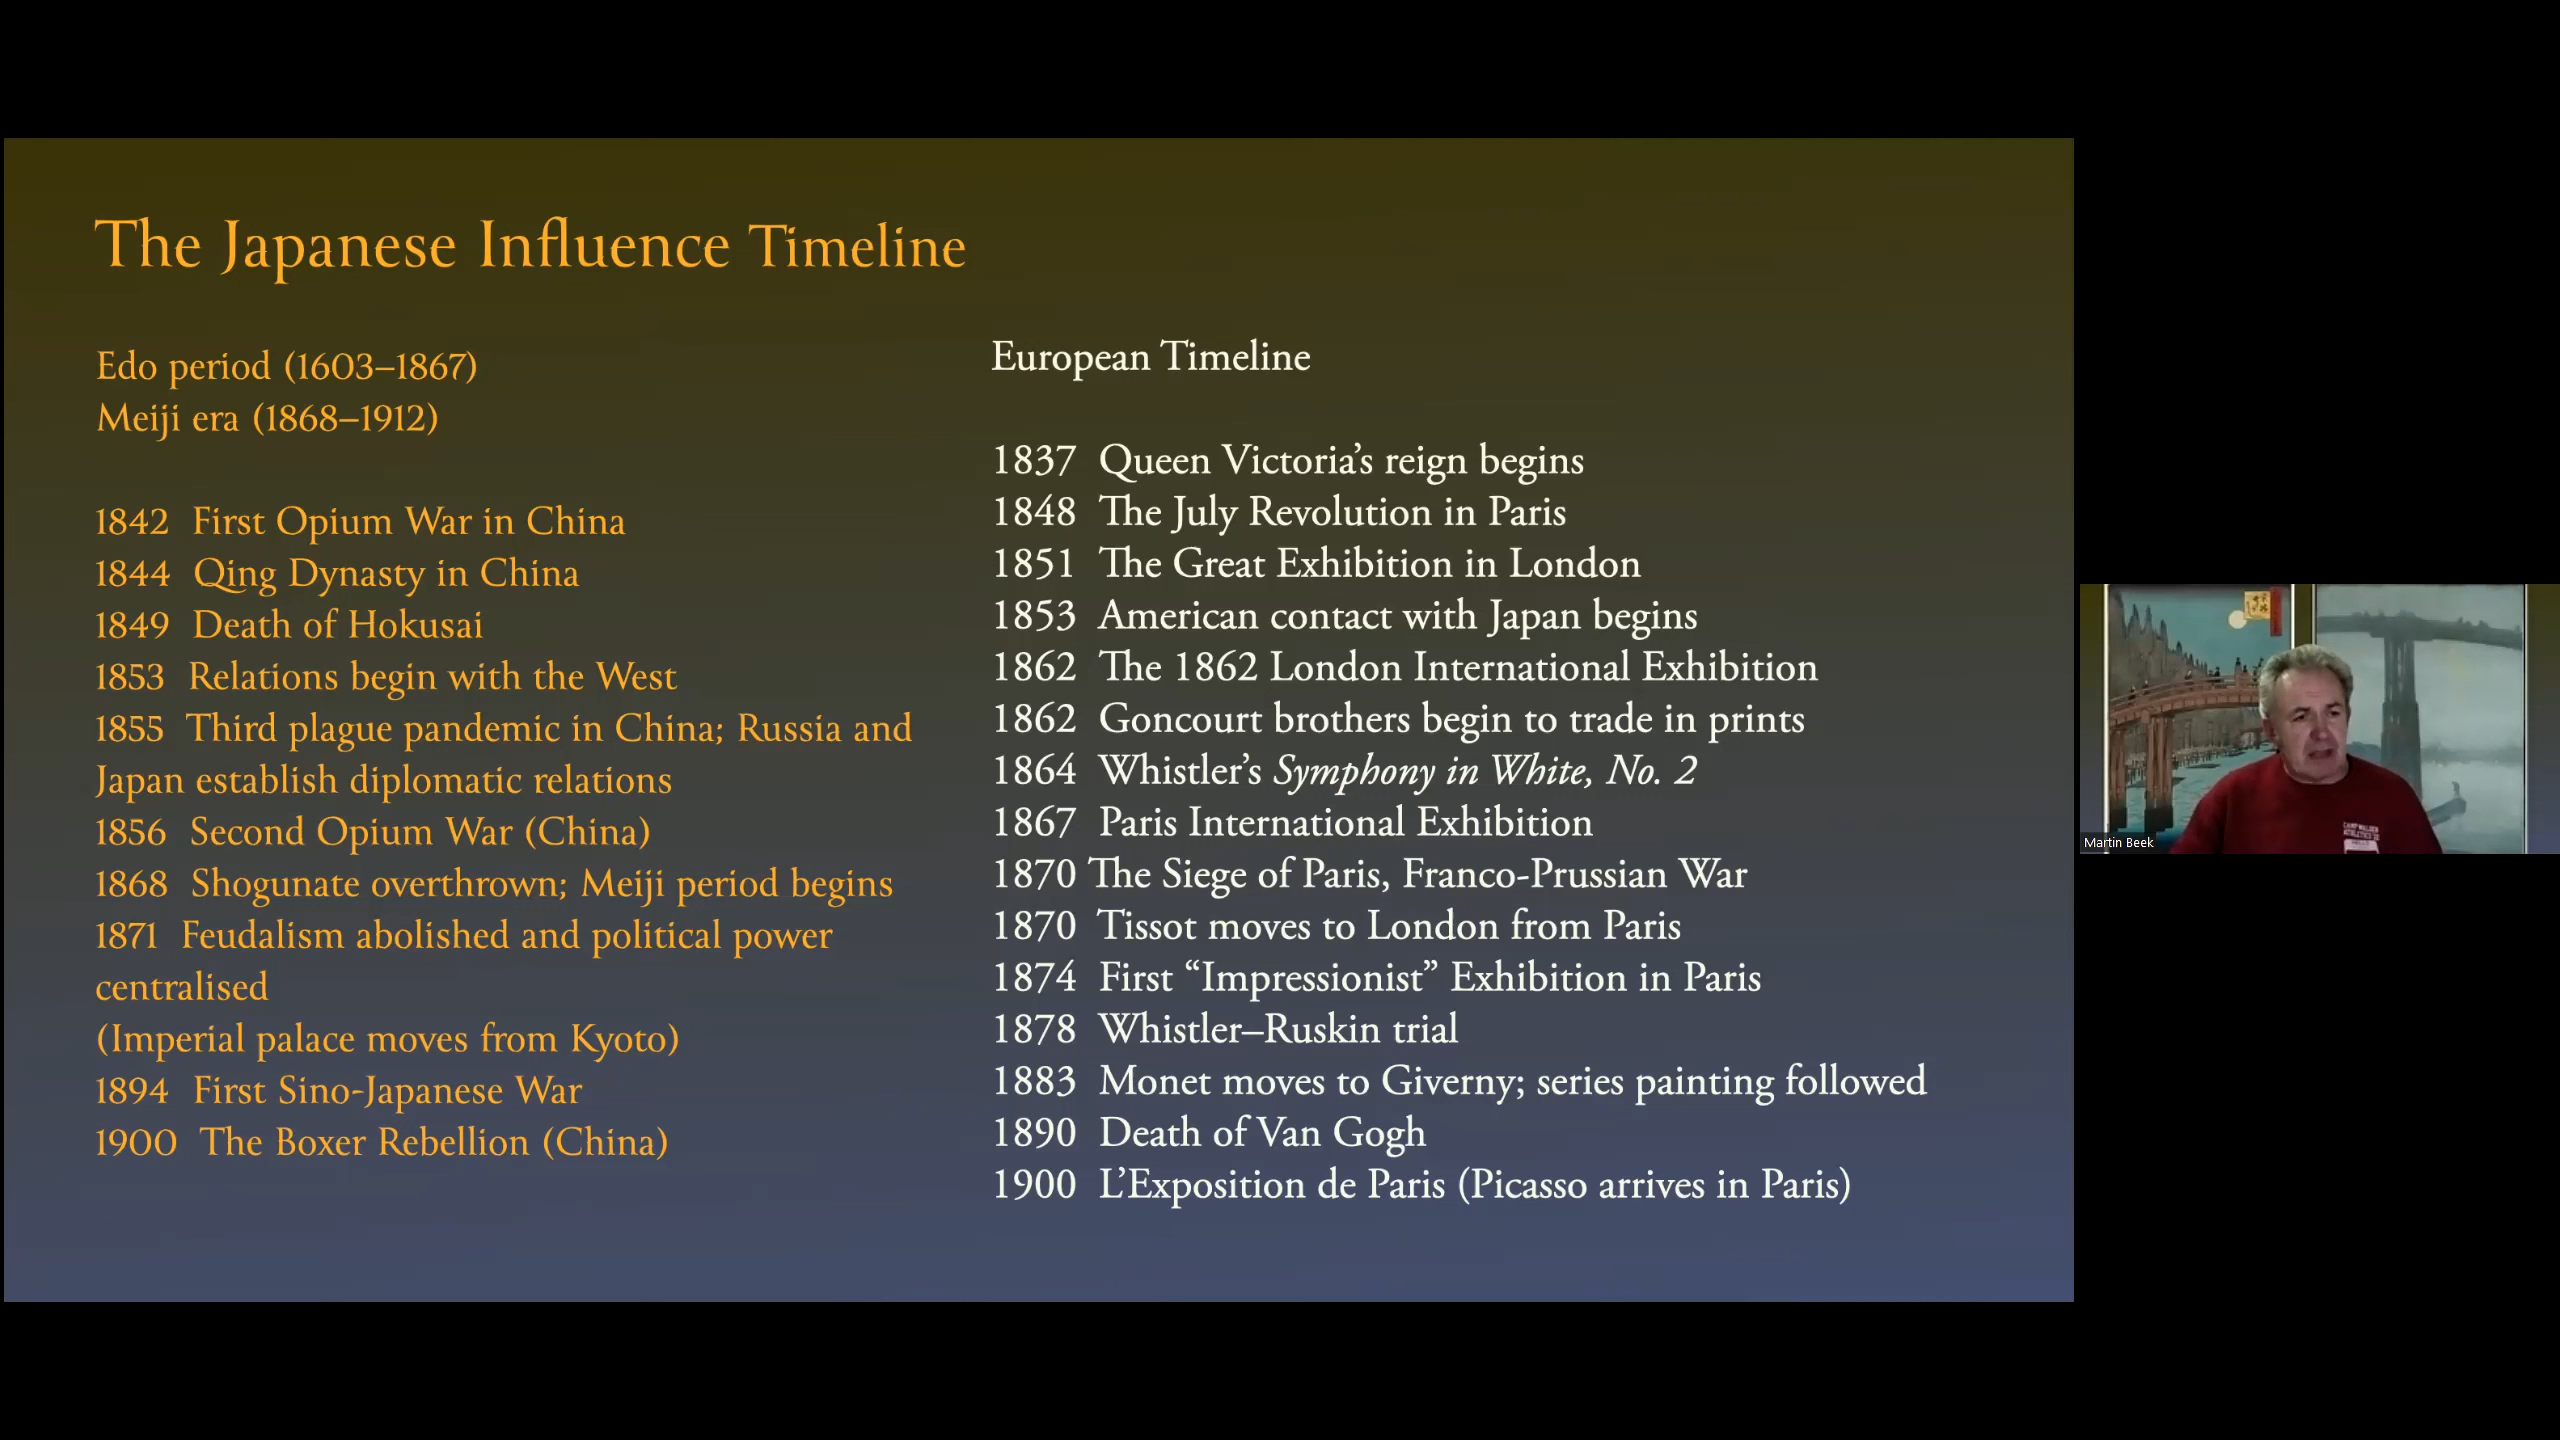 The Japanese Influence Timeline
Edo period (1603–1867)
Meiji era (1868–1912)
1842 First Opium War in China
1844 Qing Dynasty in China
1849 Death of Hokusai
1853 Relations begin with the West
1855 Third plague pandemic in China; Russia and
Japan establish diplomatic relations
1856 Second Opium War (China)
1868 Shogunate overthrown; Meiji period begins
1871 Feudalism abolished and political power
centralised
(Imperial palace moves from Kyoto)
1894 First Sino-Japanese War
1900 The Boxer Rebellion (China)
European Timeline
1837 Queen Victoria’s reign begins
1848 The July Revolution in Paris
1851 The Great Exhibition in London
1853 American contact with Japan begins
1862 The 1862 London International Exhibition
1862 Goncourt brothers begin to trade in prints
1864 Whistler’s Symphony in White, No. 2
1867 Paris International Exhibition
1870 The Siege of Paris, Franco-Prussian War
1870 Tissot moves to London from Paris
1874 First “Impressionist” Exhibition in Paris
1878 Whistler–Ruskin trial
1883 Monet moves to Giverny; series painting followed
1890 Death of Van Gogh
1900 L’Exposition de Paris (Picasso arrives in Paris)
Martin Beek